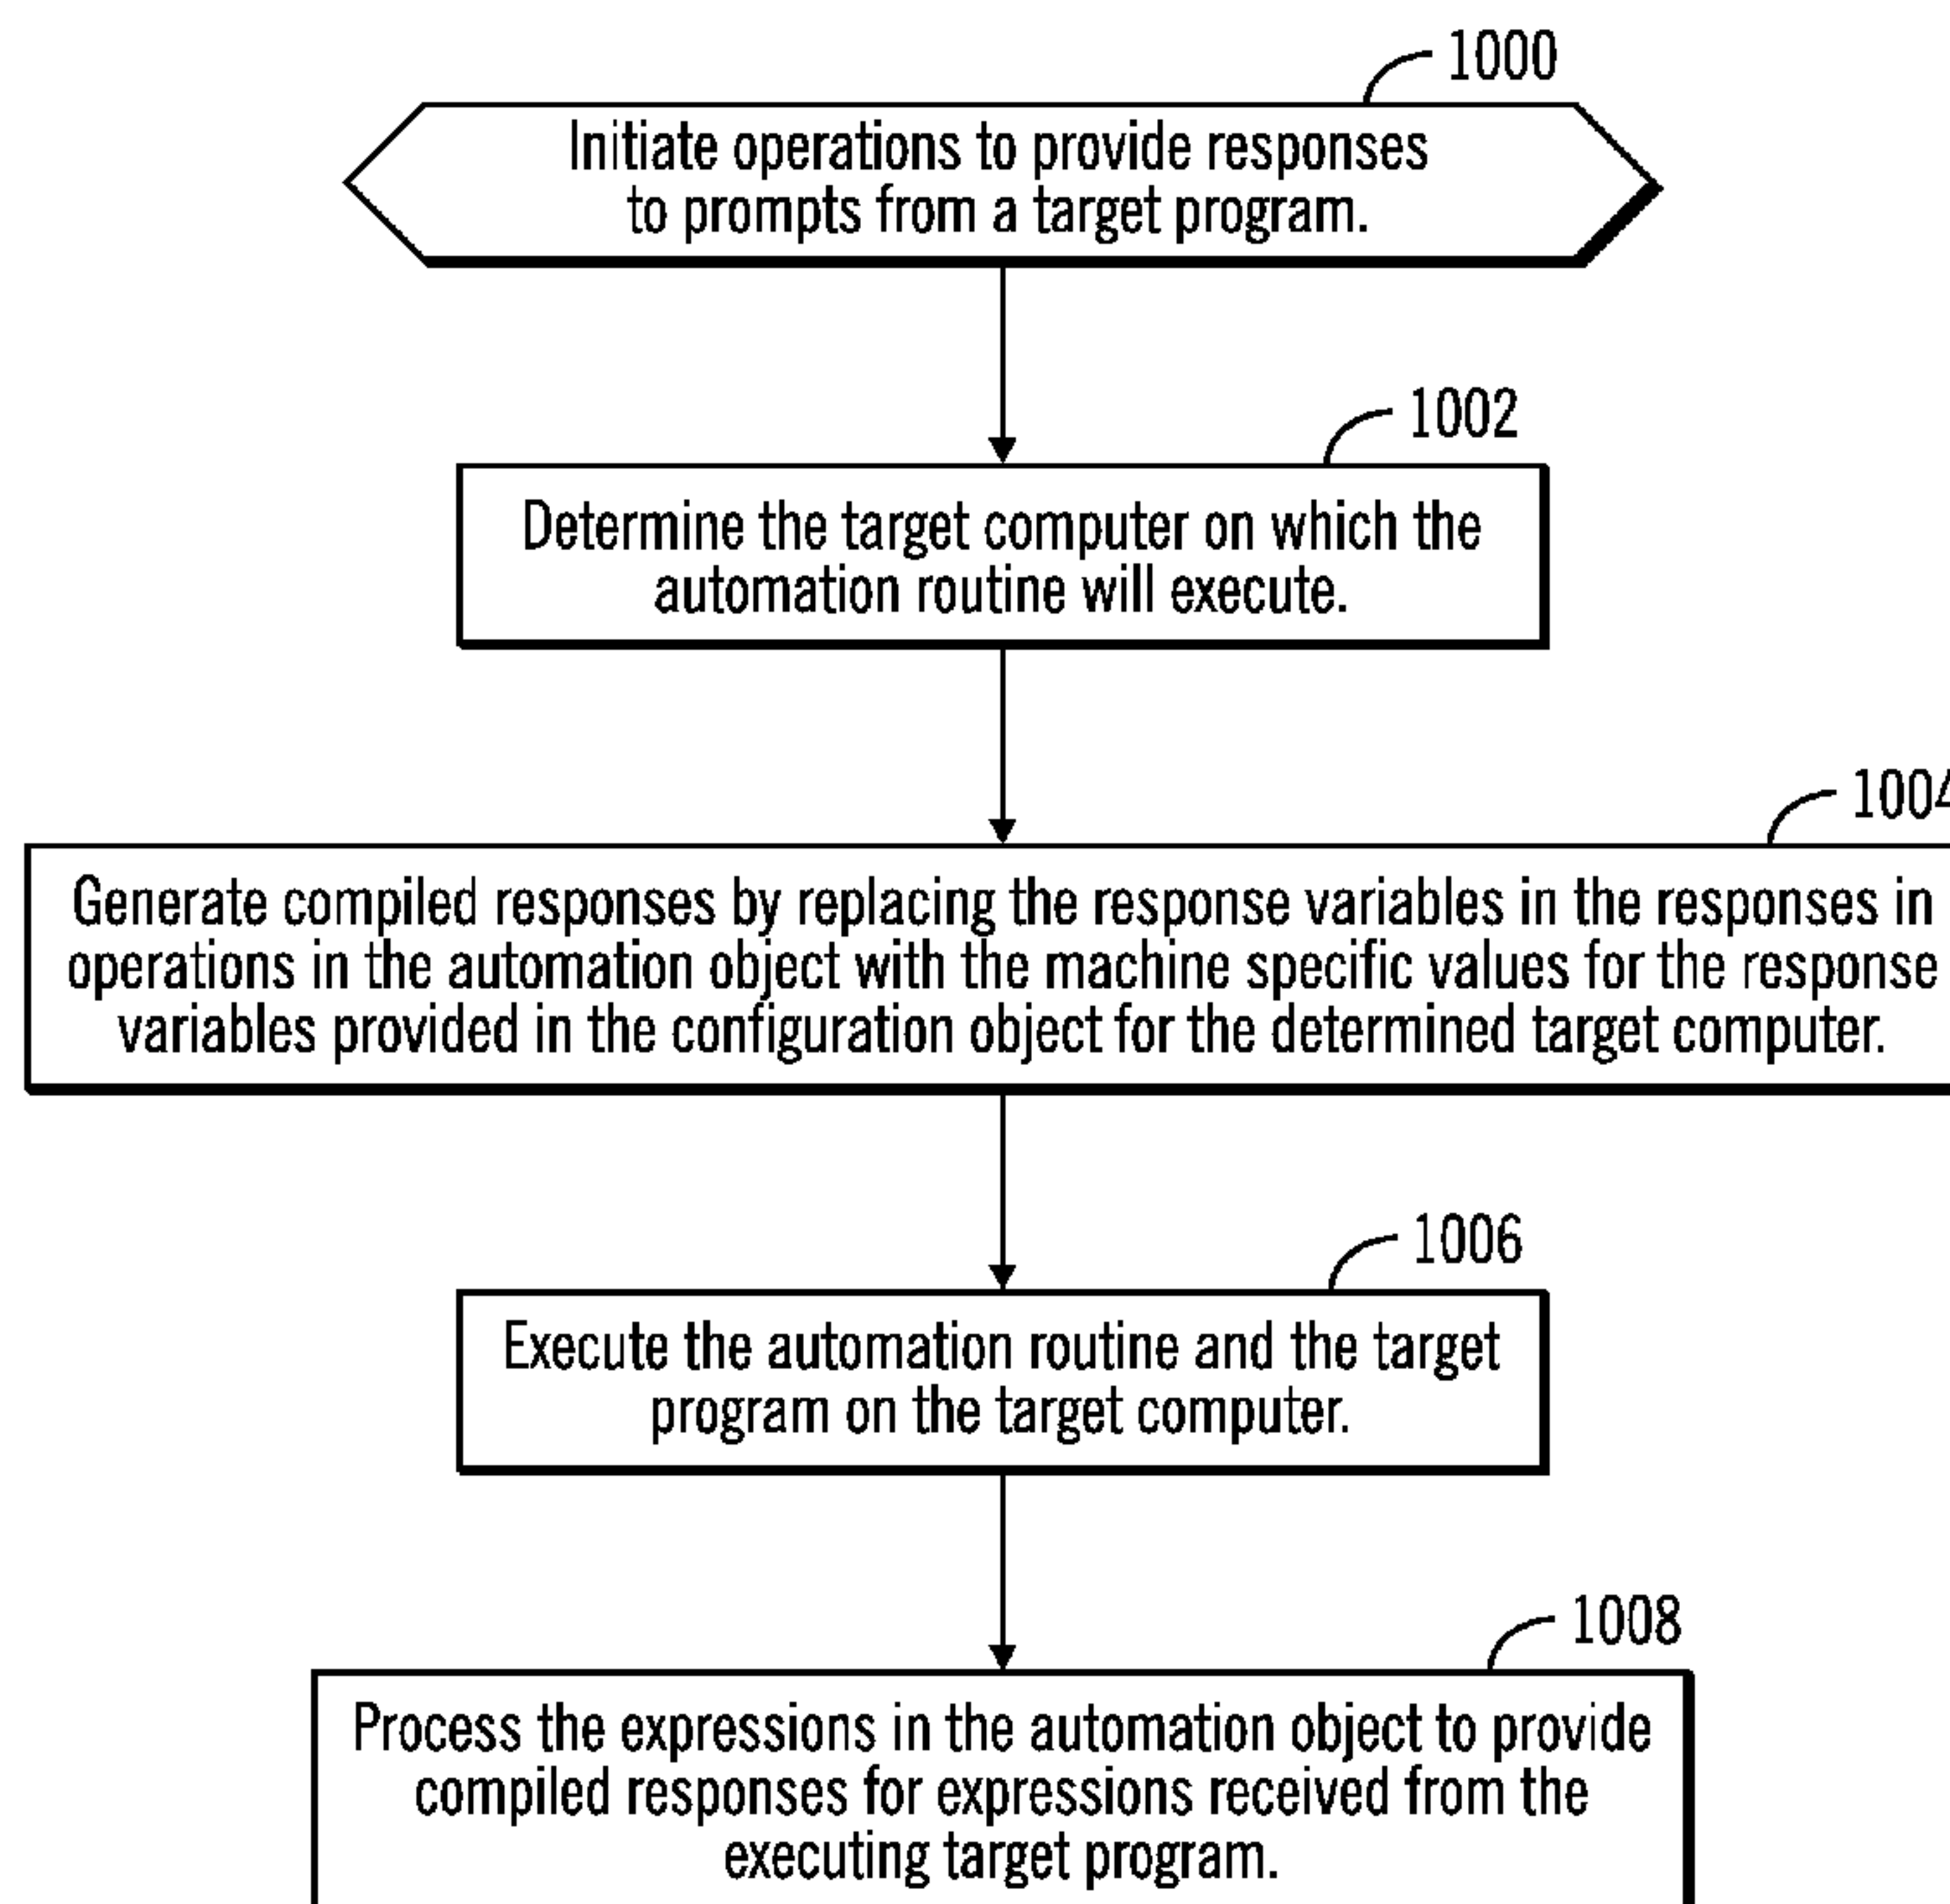 1000
Initiate operations to provide responses
to prompts from a target program.
1002
Determine the target computer on which the
automation routine will execute.
1004
Generate compiled responses by replacing the response variables in the responses in
operations in the automation object with the machine specific values for the response
variables provided in the configuration object for the determined target computer.
1006
Execute the automation routine and the target
program on the target computer.
1008
Process the expressions in the automation object to provide
compiled responses for expressions received from the
executing target program.